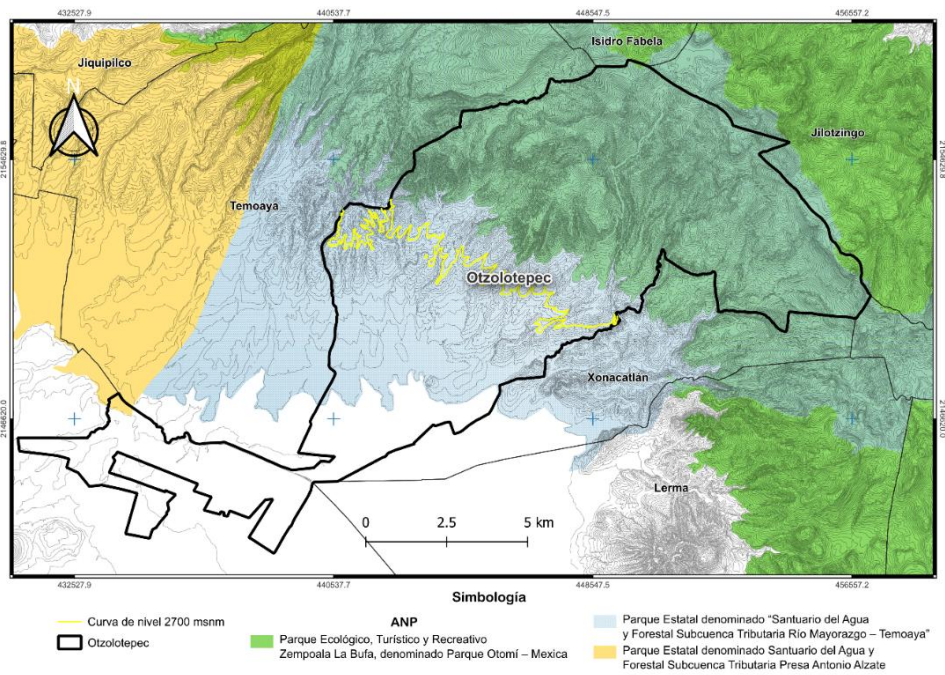 432527.9 440537.7 448547.5 456557.2
Isidro Fabela
Jiquipilco
N
Jilotzingo
2154629.8 2154629.8
Temoaya
Otzolotepec
Xonacatlán
2146620.0 2146620.0
Lerma
0 2.5 5 km
432527.9 440537.7 448547.5 456557.2
Simbología
Curva de nivel 2700 msnm
Otzolotepec
ANP
Parque Ecológico, Turístico y Recreativo
Zempoala La Bufa, denominado Parque Otomí – Mexica
Parque Estatal denominado "Santuario del Agua
y Forestal Subcuenca Tributaria Río Mayorazgo – Temoaya"
Parque Estatal denominado Santuario del Agua y
Forestal Subcuenca Tributaria Presa Antonio Alzate